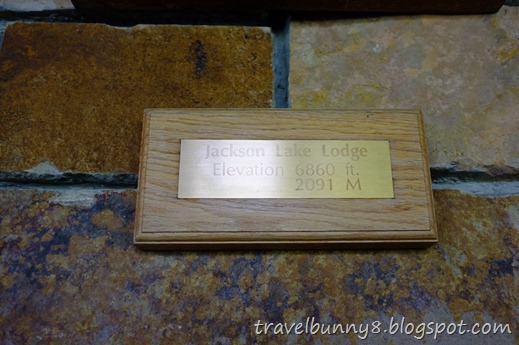 Jackson Lake Lodge
Elevation 6860 ft.
2091 M
travelbunny8.blogspot.com